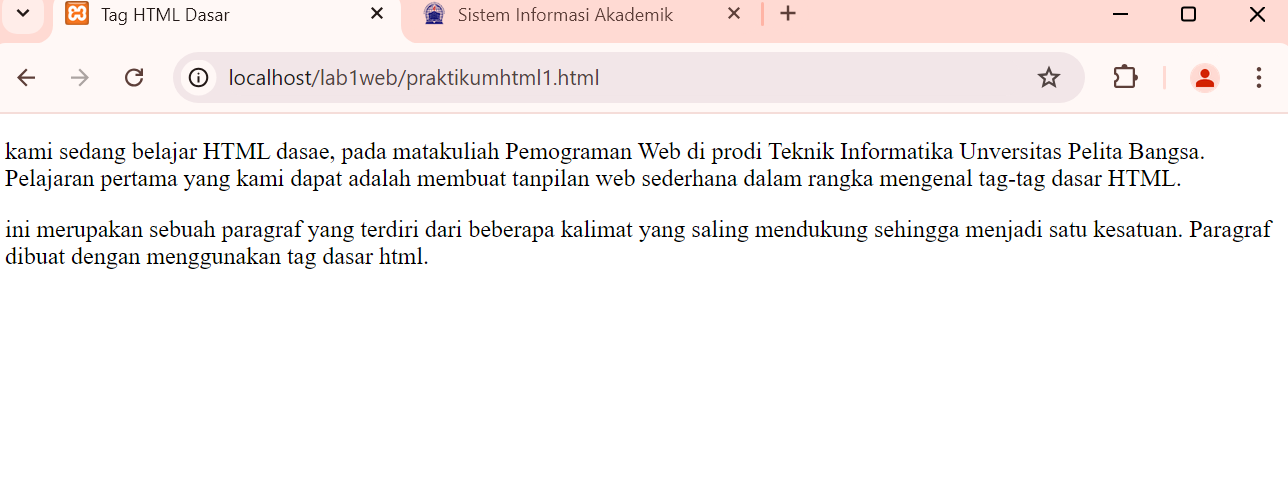 Tag HTML Dasar
Sistem Informasi Akademik
localhost/lab1web/praktikumhtml1.html
kami sedang belajar HTML dasae, pada matakuliah Pemograman Web di prodi Teknik Informatika Unversitas Pelita Bangsa.
Pelajaran pertama yang kami dapat adalah membuat tanpilan web sederhana dalam rangka mengenal tag-tag dasar HTML.
ini merupakan sebuah paragraf yang terdiri dari beberapa kalimat yang saling mendukung sehingga menjadi satu kesatuan. Paragraf
dibuat dengan menggunakan tag dasar html.